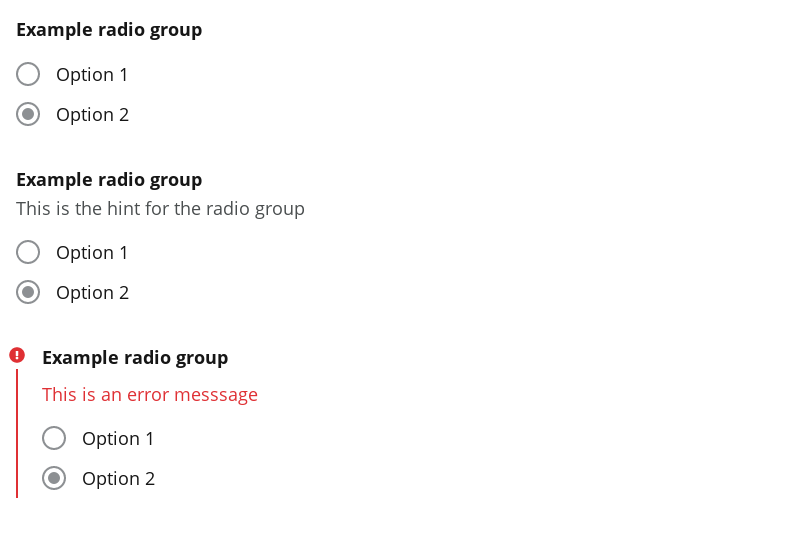 Example radio group
Option 1
Option 2
Example radio group
This is the hint for the radio group
Option 1
Option 2
Example radio group
This is an error messsage
Option 1
Option 2